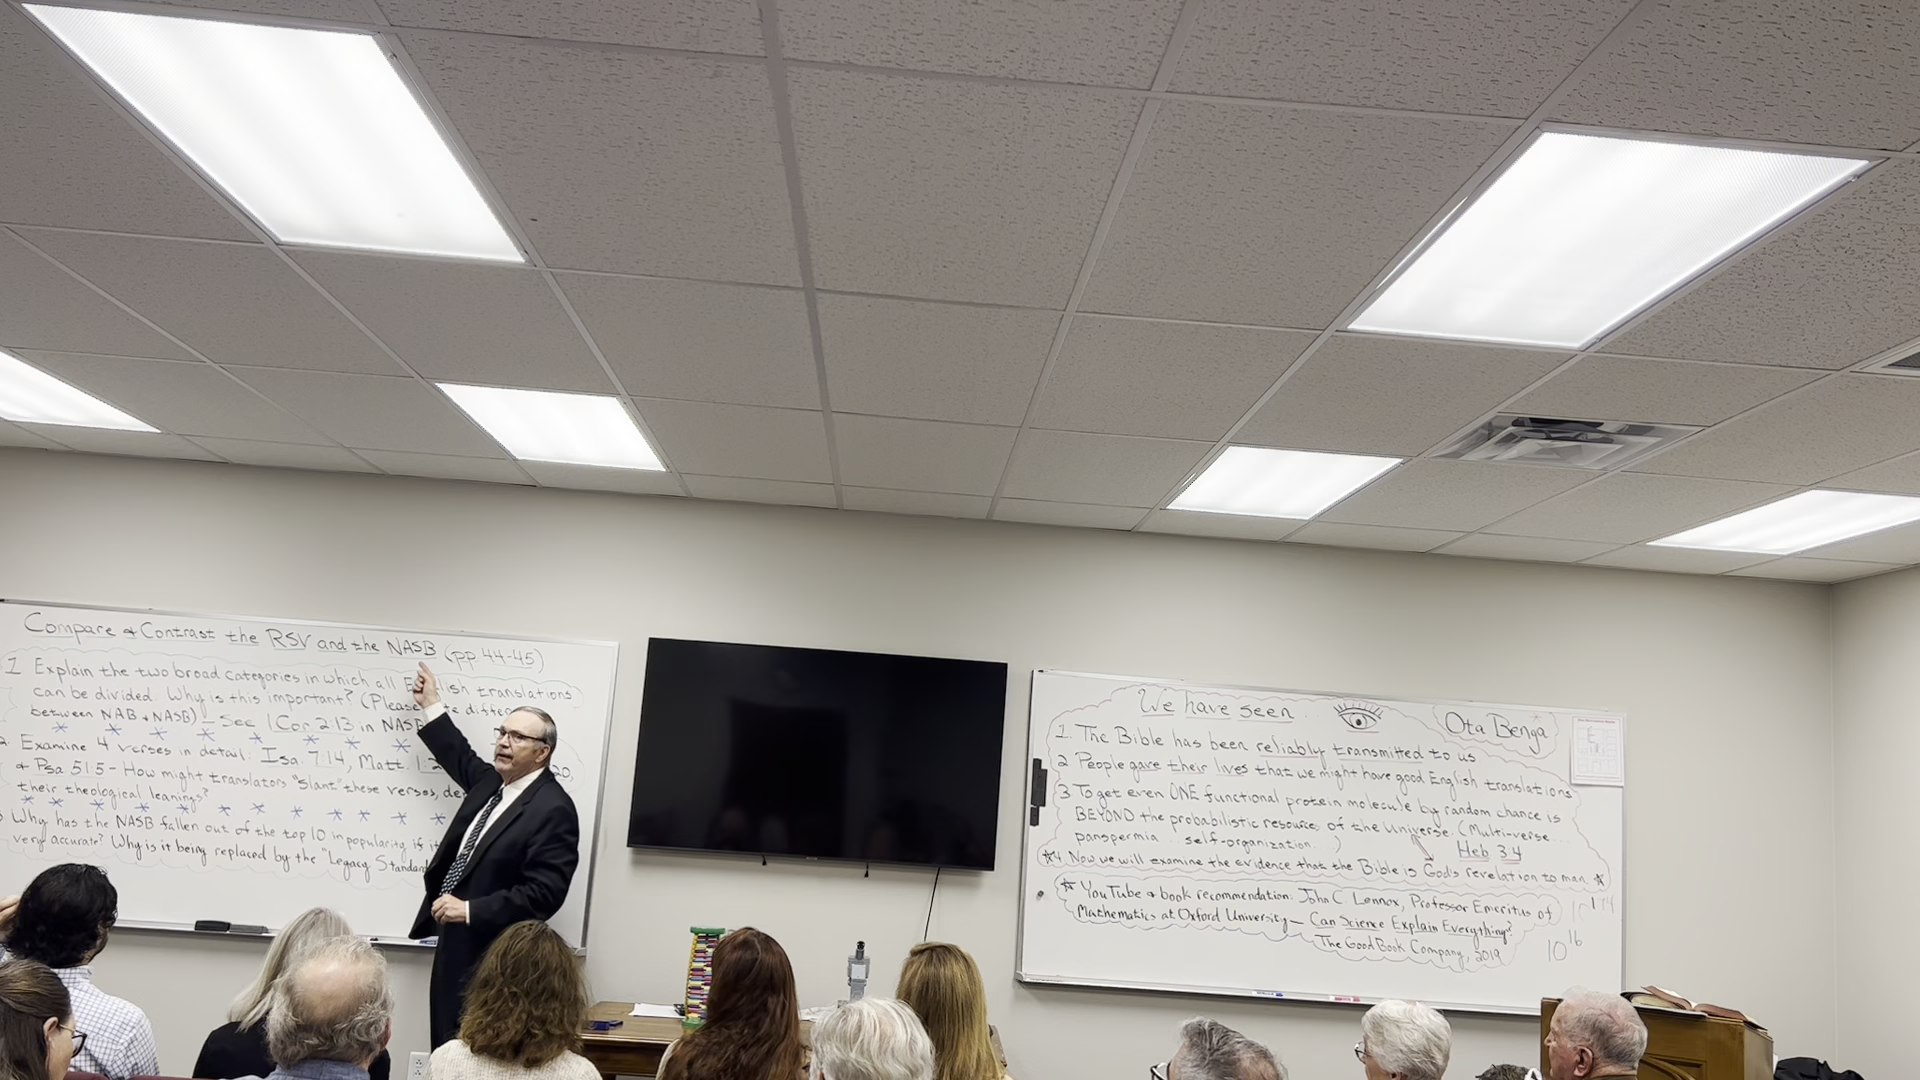 Compare & Contrast the RSV and the NASB (pp 44-45)
1 Explain the two broad categories in which all English translations
can be divided. Why is this important? (Please
between NAB & NASB) - See 1 Cor 2:13 in NASB
2. Examine 4 verses in detail: Isa. 7:14, Matt. 1:2 20,
& Psa 51:5 - How might translators "slant" these verses, de
their theological leanings?
Why has the NASB fallen out of the top 10 in popularity if it
very accurate? Why is it being replaced by the "Legacy Standard
We have seen...
Ota Benga
1. The Bible has been reliably transmitted to us
2 People gave their lives that we might have good English translations
3 To get even ONE functional protein molecule by random chance is
BEYOND the probabilistic resources of the Universe. (Multi-verse...
panspermia... self-organization...)
Heb 3:4
4. Now we will examine the evidence that the Bible is God's revelation to man.
YouTube & book recommendation: John C. Lennox, Professor Emeritus of
Mathematics at Oxford University — Can Science Explain Everything?
The Good Book Company, 2019
10 16